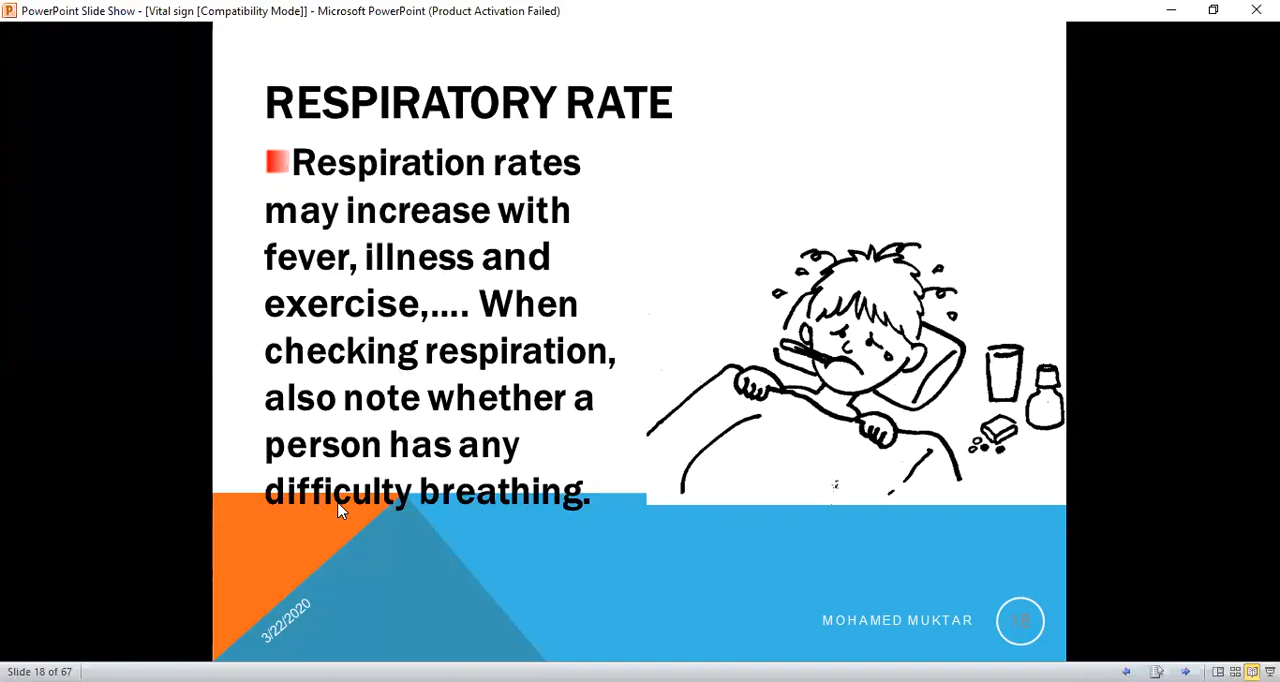 PowerPoint Slide Show - [Vital sign [Compatibility Mode]] - Microsoft PowerPoint (Product Activation Failed)
RESPIRATORY RATE
Respiration rates
may increase with
fever, illness and
exercise,.... When
checking respiration,
also note whether a
person has any
difficulty breathing.
3/22/2020
MOHAMED MUKTAR
18
Slide 18 of 67